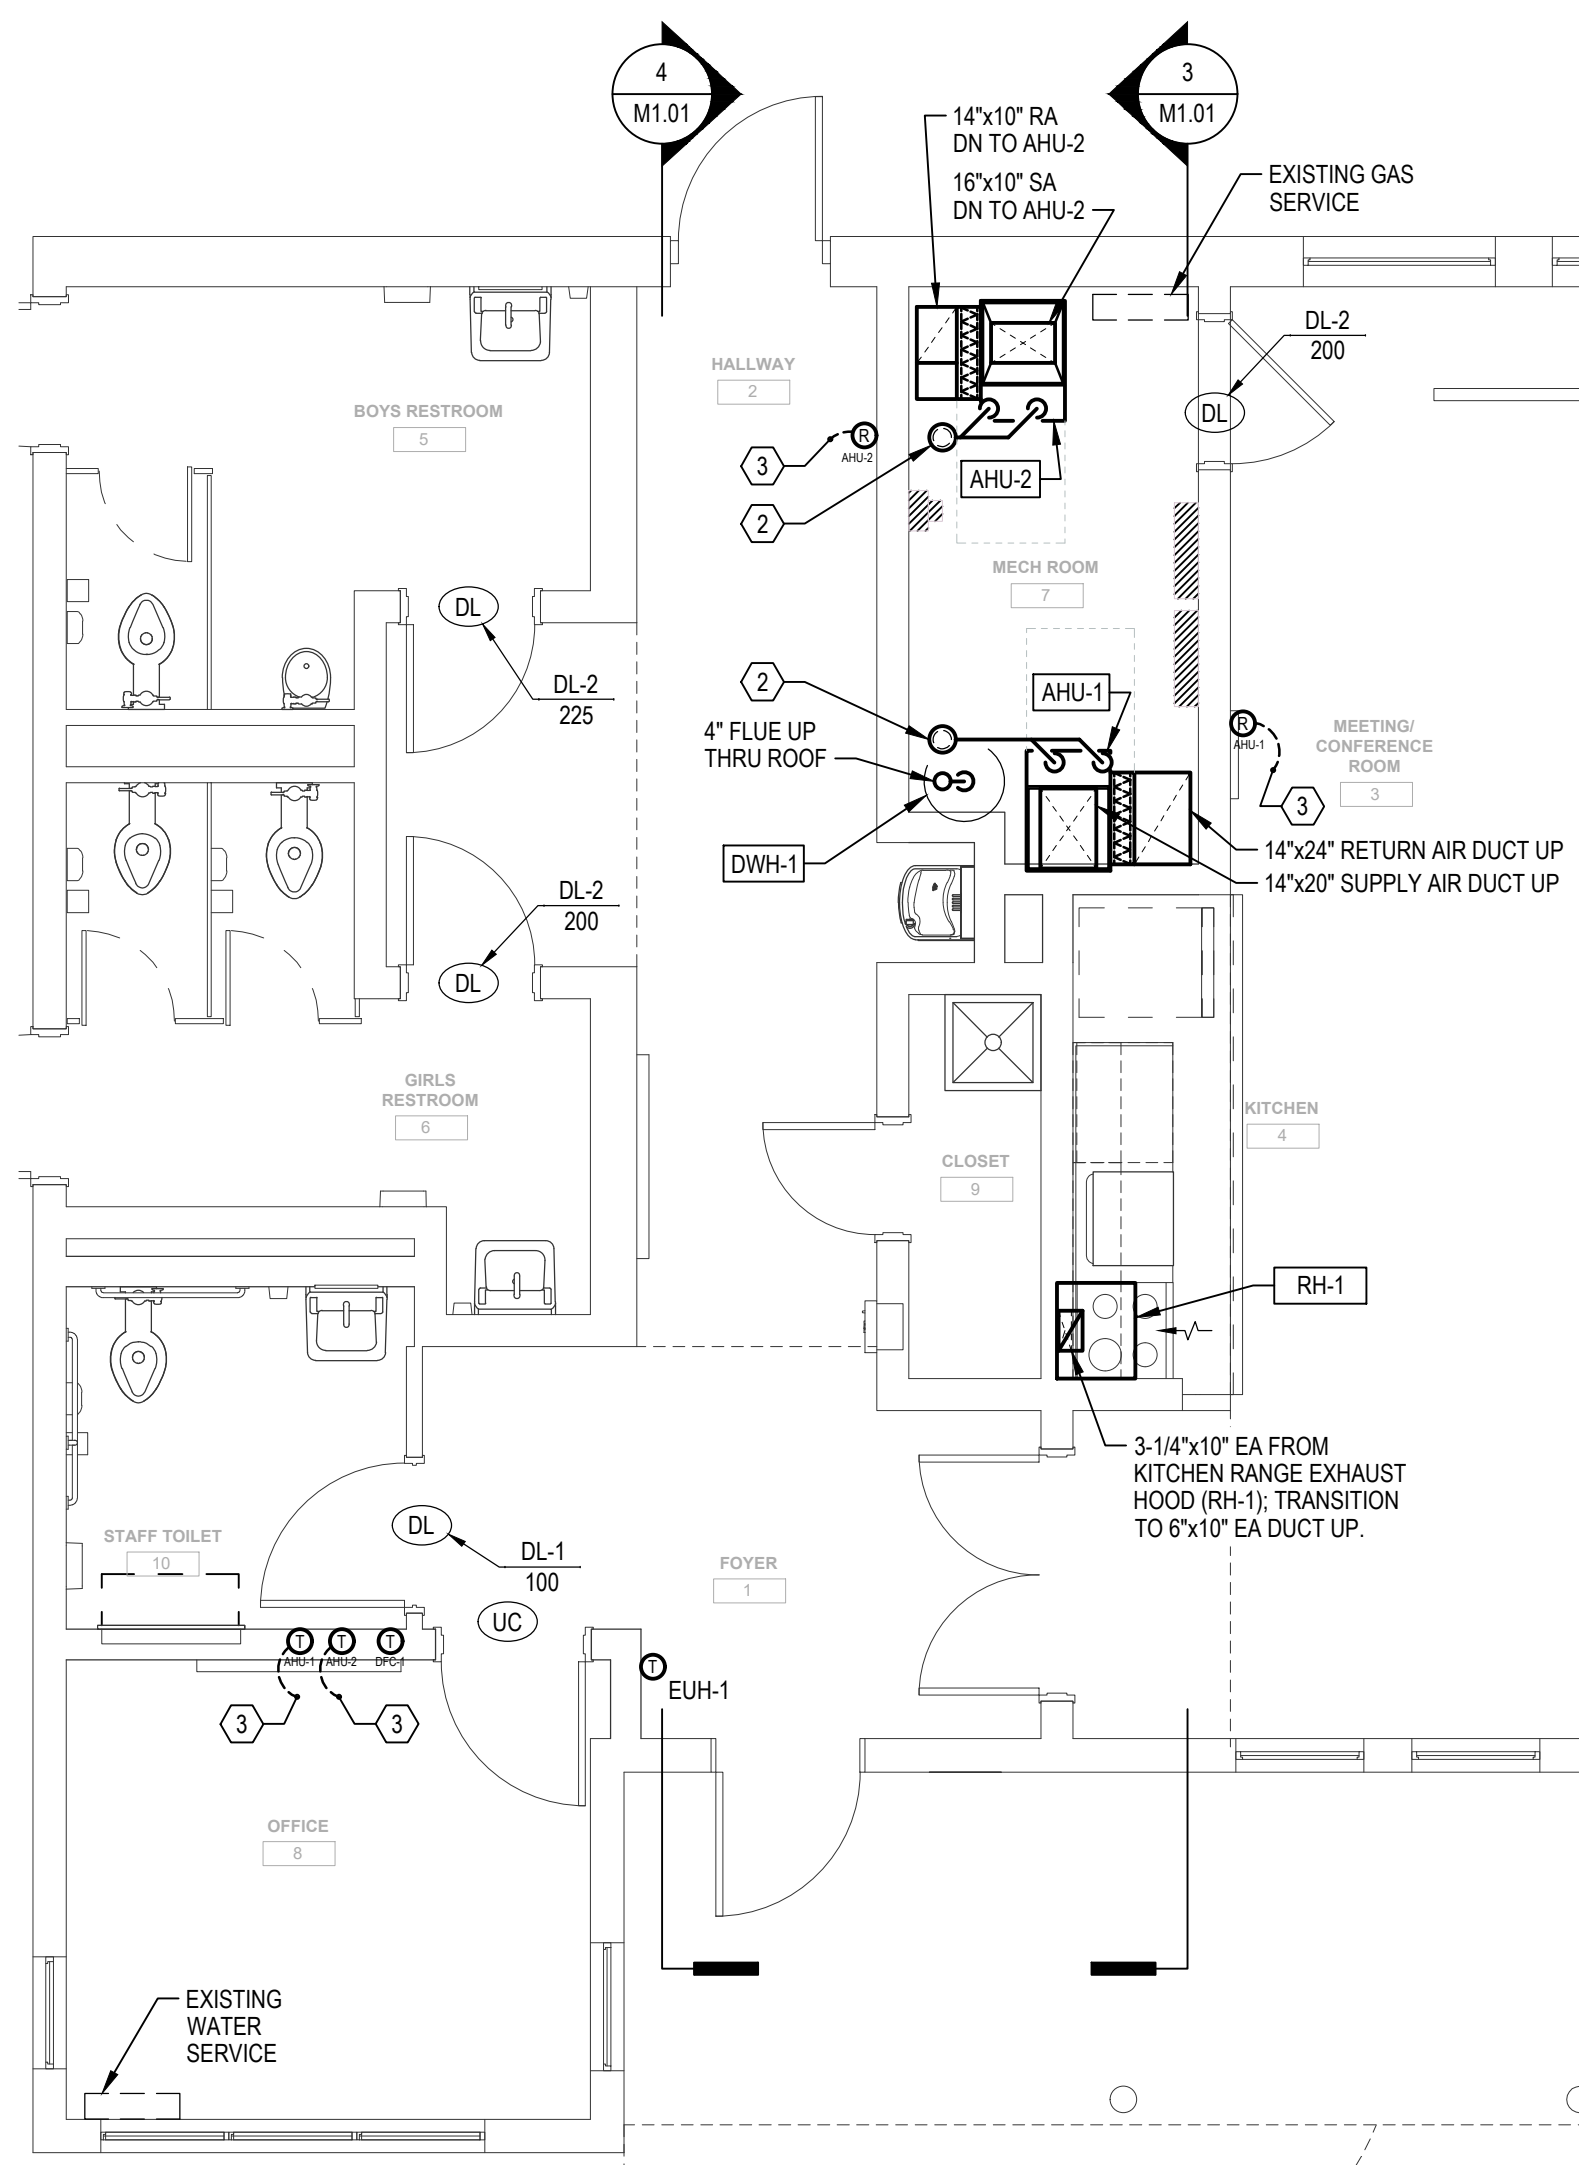 4
M1.01
3
M1.01
14"x10" RA
DN TO AHU-2
16"x10" SA
DN TO AHU-2
EXISTING GAS
SERVICE
DL-2
200
DL
HALLWAY
2
BOYS RESTROOM
5
R
AHU-2
3
2
AHU-2
MECH ROOM
7
DL
DL-2
225
2
AHU-1
4" FLUE UP
THRU ROOF
R
AHU-1
MEETING/
CONFERENCE
ROOM
3
3
DWH-1
14"x24" RETURN AIR DUCT UP
14"x20" SUPPLY AIR DUCT UP
DL-2
200
DL
GIRLS
RESTROOM
6
KITCHEN
4
CLOSET
9
RH-1
3-1/4"x10" EA FROM
KITCHEN RANGE EXHAUST
HOOD (RH-1); TRANSITION
TO 6"x10" EA DUCT UP.
STAFF TOILET
10
DL
DL-1
100
FOYER
1
UC
T
AHU-1
T
AHU-2
T
DFC-1
T
EUH-1
3
3
OFFICE
8
EXISTING
WATER
SERVICE